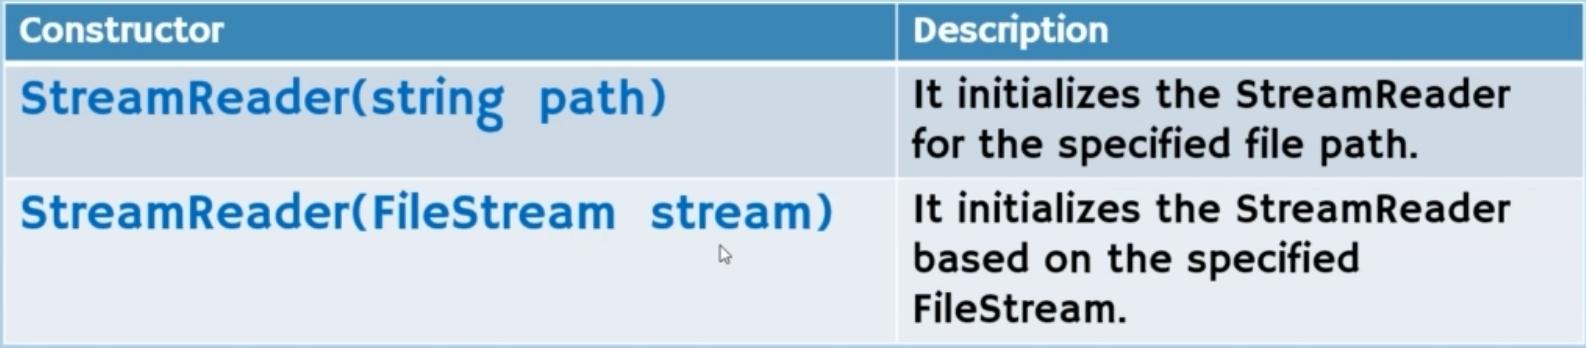 Constructor
Description
StreamReader(string path)
It initializes the StreamReader
for the specified file path.
StreamReader(FileStream stream)
It initializes the StreamReader
based on the specified
FileStream.